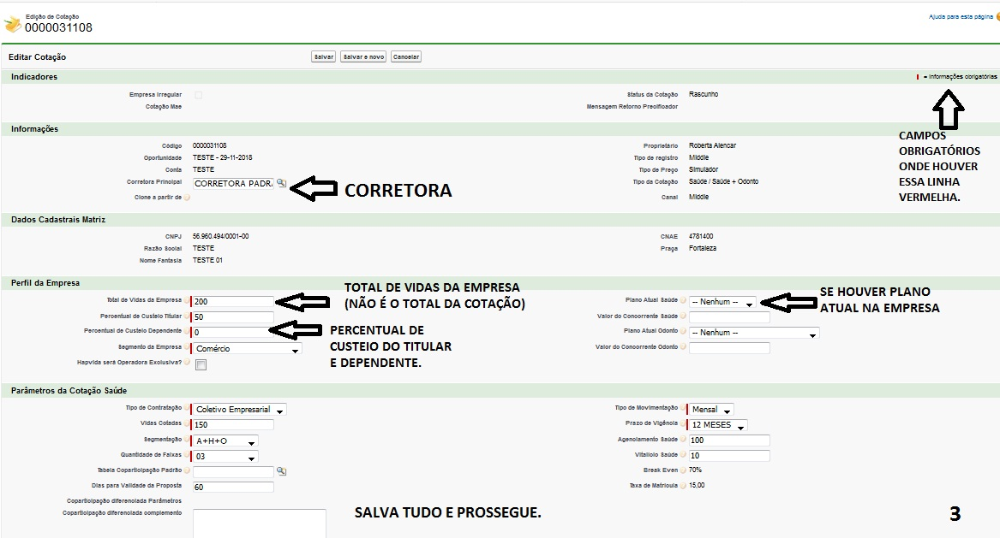 Edição de Cotação
0000031108
Ajuda para esta página
Editar Cotação
Salvar
Salvar e novo
Cancelar
Indicadores
= Informações obrigatórias
Empresa Irregular
Status da Cotação Rascunho
Cotação Mae
Mensagem Retorno Precificador
CAMPOS
OBRIGATÓRIOS
ONDE HOUVER
ESSA LINHA
VERMELHA.
Informações
Código 0000031108
Proprietário Roberta Alencar
Oportunidade TESTE - 29-11-2018
Tipo de registro Middle
Conta TESTE
Tipo de Preço Simulador
Corretora Principal CORRETORA PADR
Tipo da Cotação Saúde / Saúde + Odonto
CORRETORA
Clone a partir de
Canal Middle
Dados Cadastrais Matriz
CNPJ 56.960.494/0001-00
CNAE 4781400
Razão Social TESTE
Praça Fortaleza
Nome Fantasia TESTE 01
Perfil da Empresa
TOTAL DE VIDAS DA EMPRESA
(NÃO É O TOTAL DA COTAÇÃO)
SE HOUVER PLANO
ATUAL NA EMPRESA
Total de Vidas da Empresa 200
Plano Atual Saúde -- Nenhum --
Percentual de Custeio Titular 50
Valor do Concorrente Saúde
Percentual de Custeio Dependente 0
Plano Atual Odonto -- Nenhum --
PERCENTUAL DE
CUSTEIO DO TITULAR
E DEPENDENTE.
Segmento da Empresa Comércio
Valor do Concorrente Odonto
Hapvida será Operadora Exclusiva?
Parâmetros da Cotação Saúde
Tipo de Contratação Coletivo Empresarial
Tipo de Movimentação Mensal
Vidas Cotadas 150
Prazo de Vigência 12 MESES
Segmentação A+H+O
Agenciamento Saúde 100
Quantidade de Faixas 03
Vitalício Saúde 10
Tabela Coparticipação Padrão
Break Even 70%
Dias para Validade da Proposta 60
Taxa de Matrícula 15,00
Coparticipação diferenciada Parâmetros
Coparticipação diferenciada complemento
SALVA TUDO E PROSSEGUE.
3